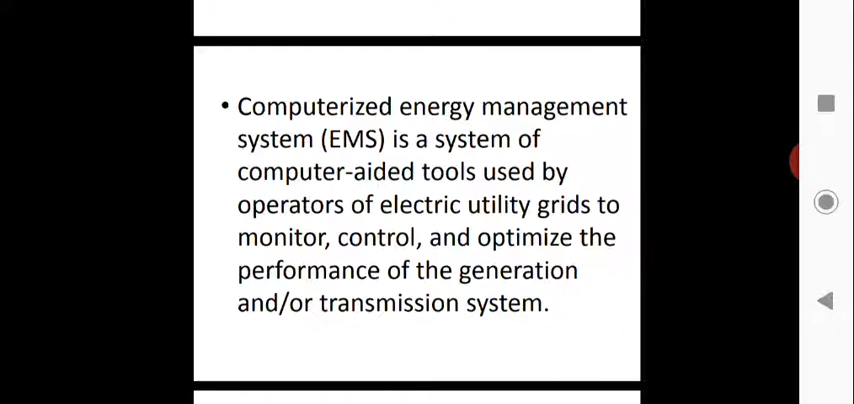 • Computerized energy management
system (EMS) is a system of
computer-aided tools used by
operators of electric utility grids to
monitor, control, and optimize the
performance of the generation
and/or transmission system.